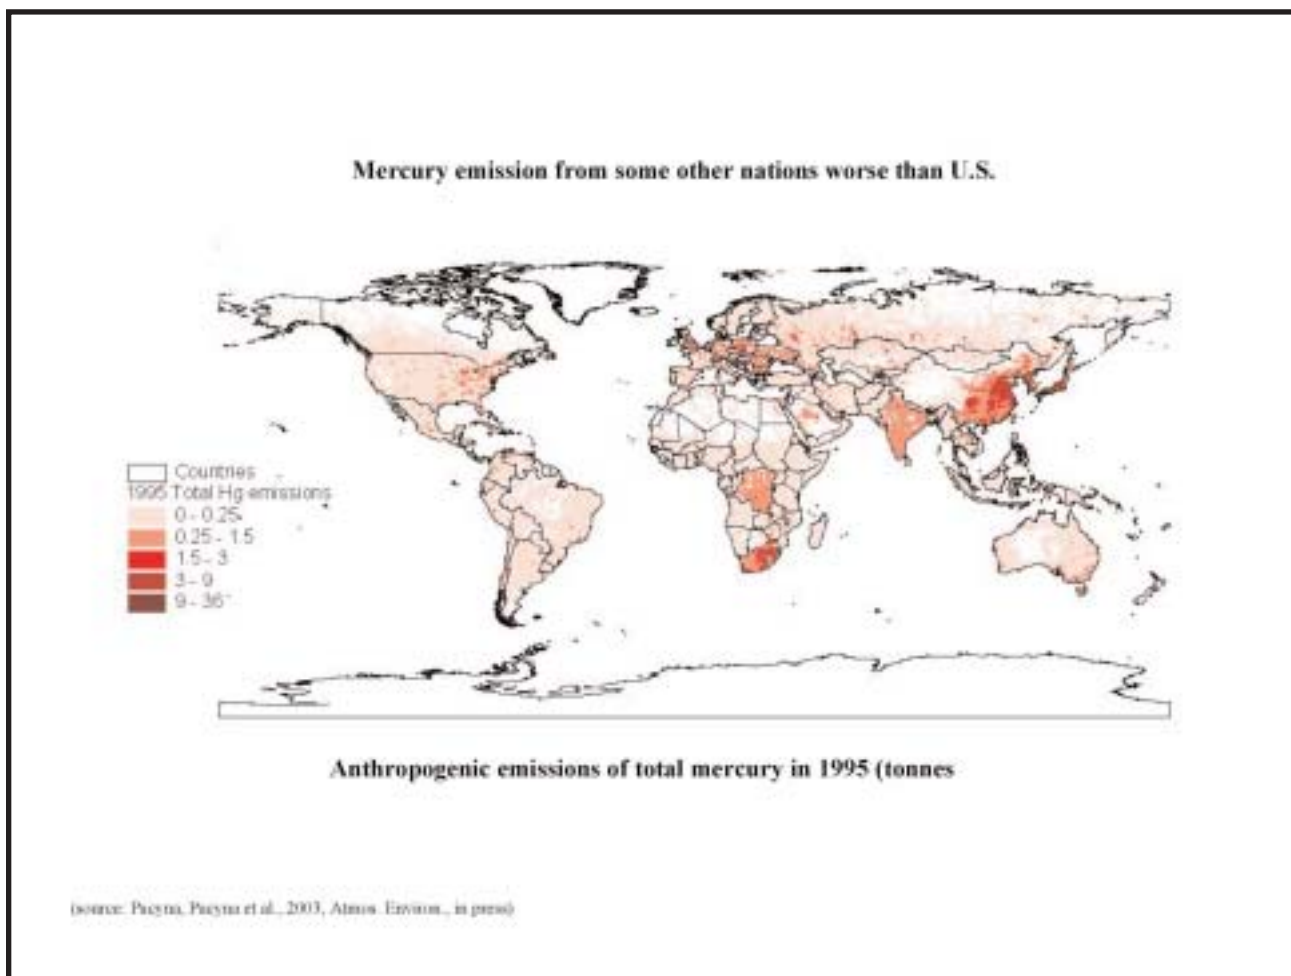 Mercury emission from some other nations worse than U.S.
Countries
1995 Total Hg emissions
0 - 0.25
0.25 - 1.5
1.5 - 3
3 - 9
9 - 36
Anthropogenic emissions of total mercury in 1995 (tonnes
(source: Pacyna, Pacyna et al., 2003, Atmos. Environ., in press)